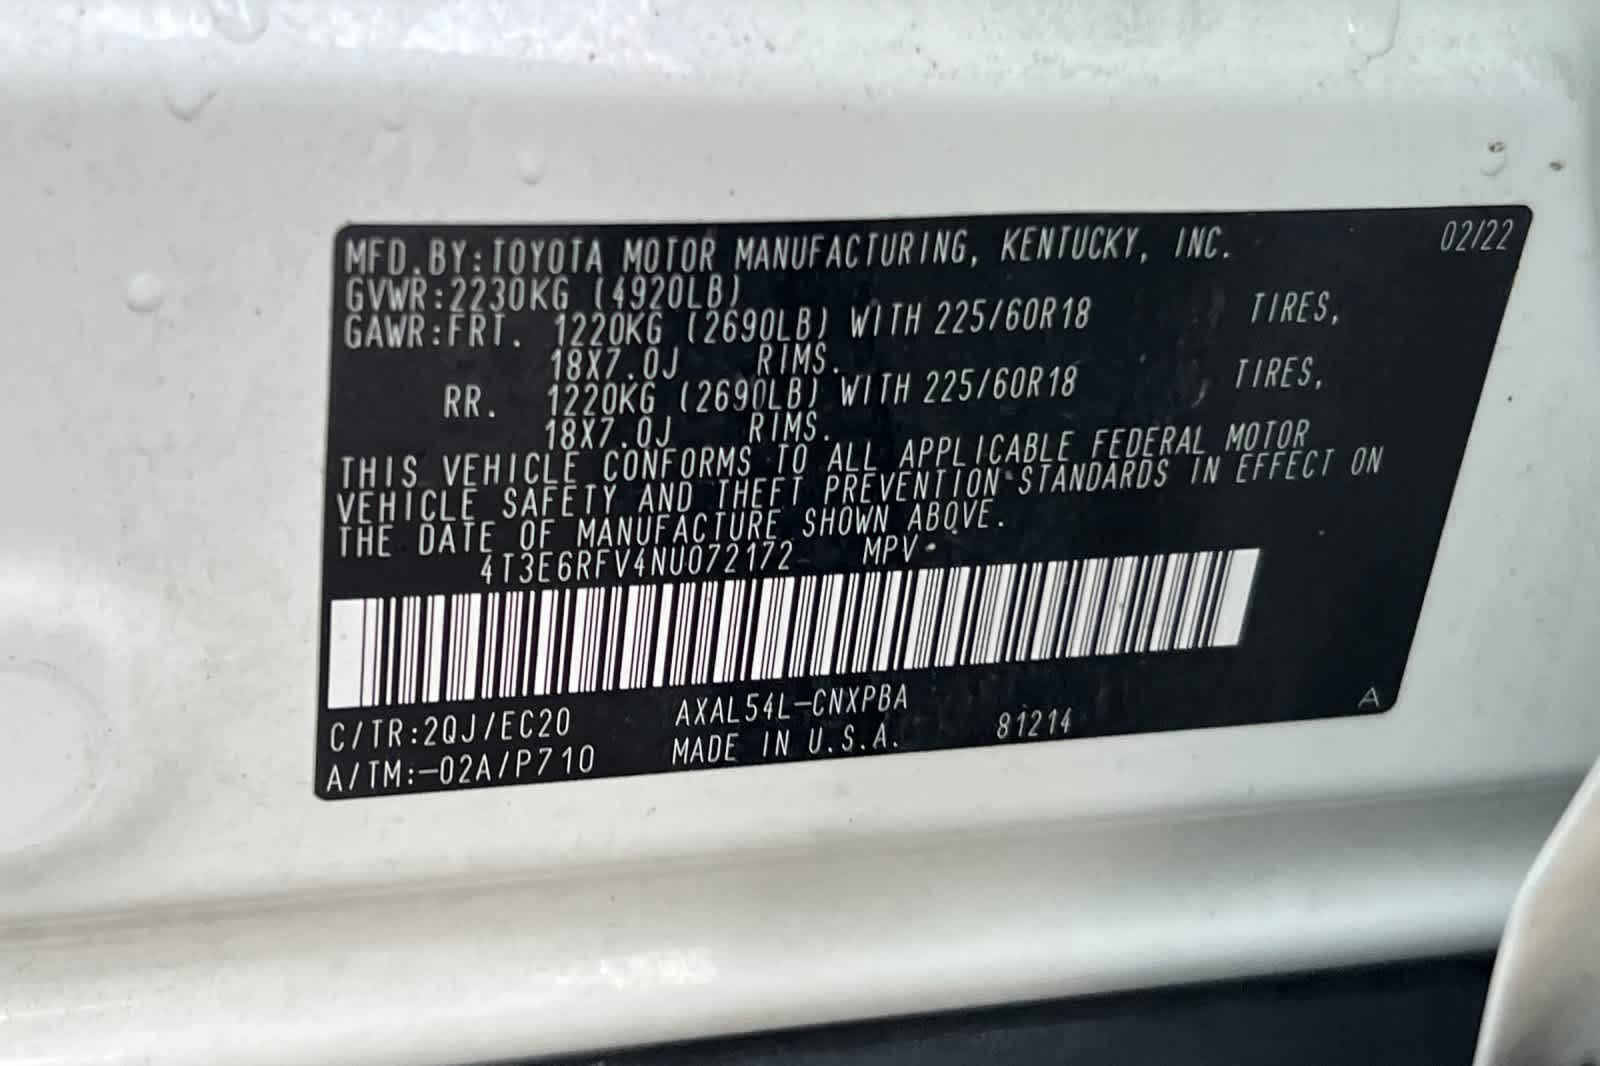 MFD.BY:TOYOTA MOTOR MANUFACTURING, KENTUCKY, INC. 02/22
GVWR:2230KG (4920LB)
GAWR:FRT. 1220KG (2690LB) WITH 225/60R18 TIRES,
18X7.0J RIMS.
RR. 1220KG (2690LB) WITH 225/60R18 TIRES,
18X7.0J RIMS.
THIS VEHICLE CONFORMS TO ALL APPLICABLE FEDERAL MOTOR
VEHICLE SAFETY AND THEFT PREVENTION STANDARDS IN EFFECT ON
THE DATE OF MANUFACTURE SHOWN ABOVE.
4T3E6RFV4NU072172 MPV
C/TR:2QJ/EC20 AXAL54L-CNXPBA A
A/TM:-02A/P710 MADE IN U.S.A. 81214